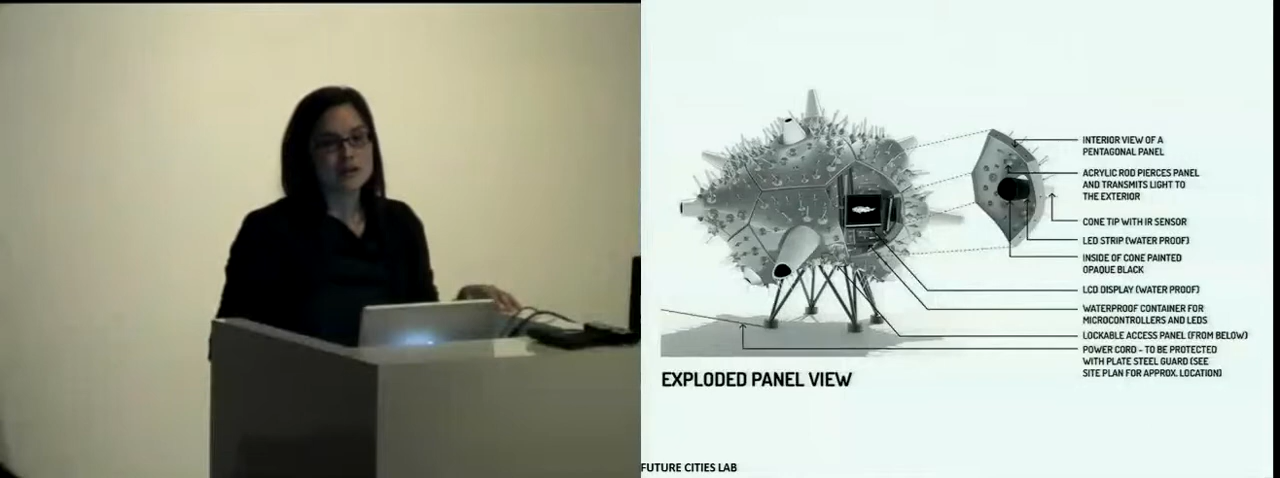 INTERIOR VIEW OF A
PENTAGONAL PANEL
ACRYLIC ROD PIERCES PANEL
AND TRANSMITS LIGHT TO
THE EXTERIOR
CONE TIP WITH IR SENSOR
LED STRIP (WATER PROOF)
INSIDE OF CONE PAINTED
OPAQUE BLACK
LCD DISPLAY (WATER PROOF)
WATERPROOF CONTAINER FOR
MICROCONTROLLERS AND LEDS
LOCKABLE ACCESS PANEL (FROM BELOW)
POWER CORD - TO BE PROTECTED
WITH PLATE STEEL GUARD (SEE
SITE PLAN FOR APPROX. LOCATION)
EXPLODED PANEL VIEW
FUTURE CITIES LAB